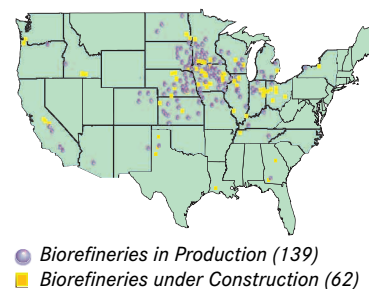 Biorefineries in Production (139)
Biorefineries under Construction (62)